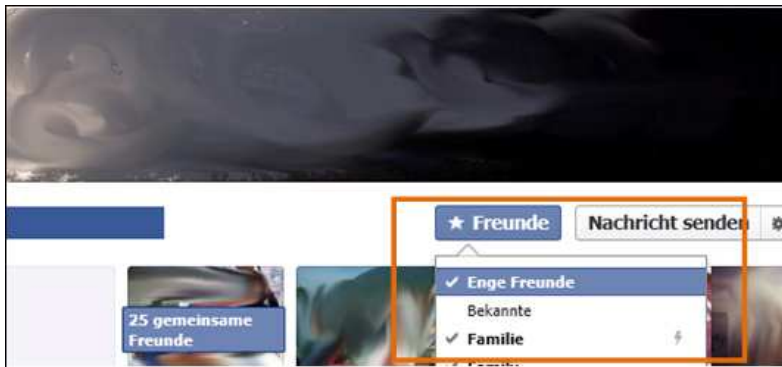 ★ Freunde
Nachricht senden
✓ Enge Freunde
Bekannte
✓ Familie
25 gemeinsame
Freunde